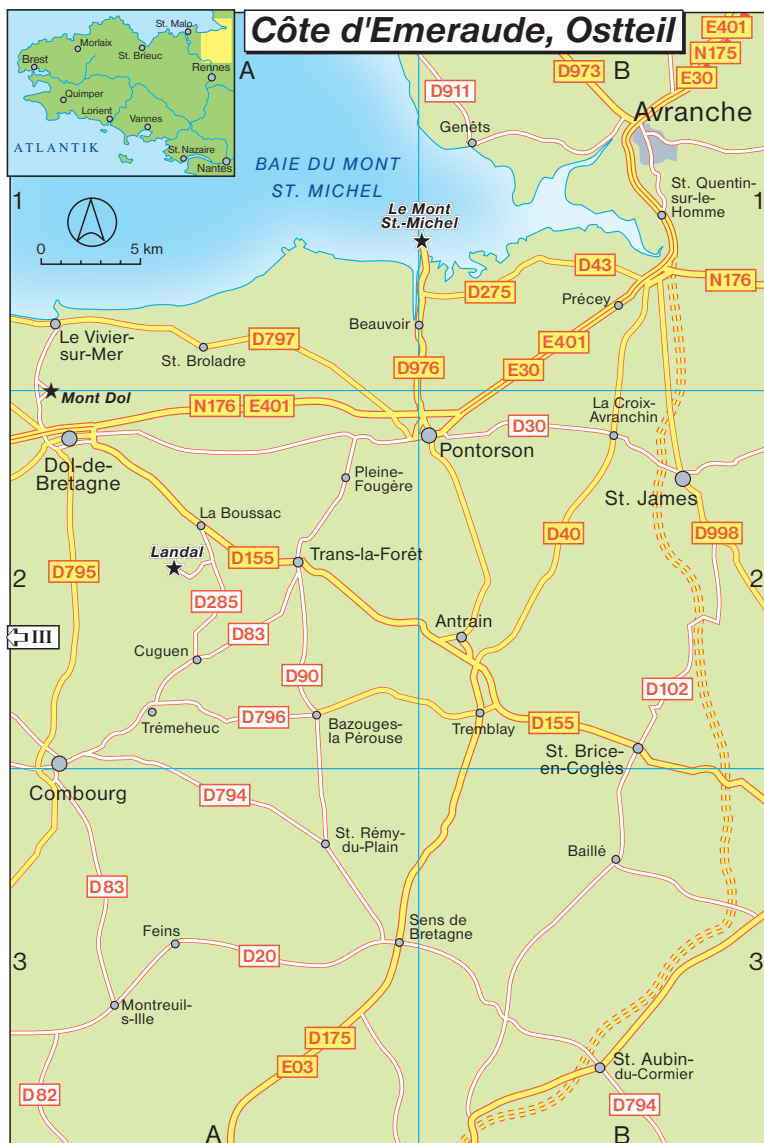 Côte d'Emeraude, Ostteil
St. Malo
Morlaix
St. Brieuc
Brest
Rennes
Quimper
Lorient
Vannes
ATLANTIK
St. Nazaire
Nantes
A
B
E401
N175
E30
D973
D911
Avranche
Genêts
BAIE DU MONT
ST. MICHEL
1
1
St. Quentin-
sur-le-
Homme
Le Mont
St.-Michel
0
5 km
D43
D275
N176
Précey
Beauvoir
Le Vivier-
sur-Mer
D797
St. Broladre
E401
D976
E30
Mont Dol
N176
E401
La Croix-
Avranchin
D30
Pontorson
Dol-de-
Bretagne
Pleine-
Fougère
St. James
La Boussac
D998
D40
Landal
D155
Trans-la-Forêt
D795
2
2
D285
D83
Antrain
III
Cuguen
D90
D102
Trémeheuc
D796
Bazouges-
la Pérouse
Tremblay
D155
St. Brice-
en-Coglès
Combourg
D794
St. Rémy-
du-Plain
Baillé
D83
Feins
Sens de
Bretagne
D20
3
3
Montreuil-
s-Ille
D175
E03
St. Aubin-
du-Cormier
D82
D794
A
B